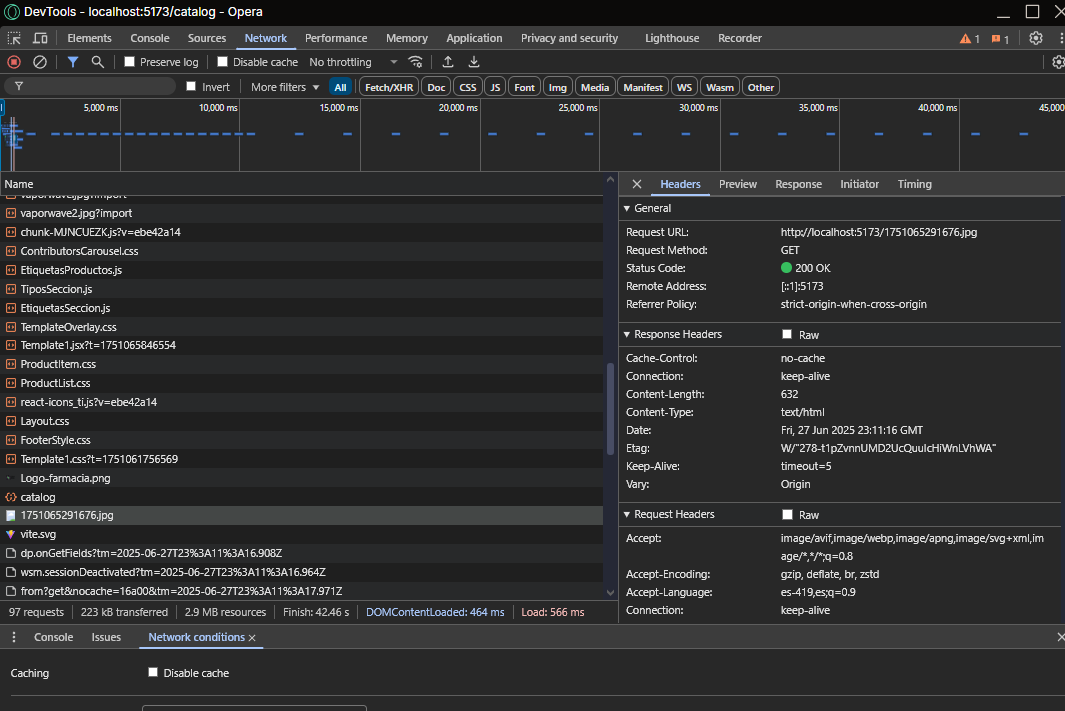 DevTools - localhost:5173/catalog - Opera
Elements Console Sources Network Performance Memory Application Privacy and security Lighthouse Recorder 1 1
Preserve log Disable cache No throttling
Invert More filters All Fetch/XHR Doc CSS JS Font Img Media Manifest WS Wasm Other
5,000 ms 10,000 ms 15,000 ms 20,000 ms 25,000 ms 30,000 ms 35,000 ms 40,000 ms 45,000
Name
vaporwave.jpg?import
vaporwave2.jpg?import
chunk-MJNCUEZK.js?v=ebe42a14
ContributorsCarousel.css
EtiquetasProductos.js
TiposSeccion.js
EtiquetasSeccion.js
TemplateOverlay.css
Template1.jsx?t=1751065846554
ProductItem.css
ProductList.css
react-icons_ti.js?v=ebe42a14
Layout.css
FooterStyle.css
Template1.css?t=1751061756569
Logo-farmacia.png
catalog
1751065291676.jpg
vite.svg
dp.onGetFields?tm=2025-06-27T23%3A11%3A16.908Z
wsm.sessionDeactivated?tm=2025-06-27T23%3A11%3A16.964Z
from?get&nocache=16a00&tm=2025-06-27T23%3A11%3A17.971Z
97 requests 223 kB transferred 2.9 MB resources Finish: 42.46 s DOMContentLoaded: 464 ms Load: 566 ms
Headers Preview Response Initiator Timing
General
Request URL: http://localhost:5173/1751065291676.jpg
Request Method: GET
Status Code: 200 OK
Remote Address: [::1]:5173
Referrer Policy: strict-origin-when-cross-origin
Response Headers Raw
Cache-Control: no-cache
Connection: keep-alive
Content-Length: 632
Content-Type: text/html
Date: Fri, 27 Jun 2025 23:11:16 GMT
Etag: W/"278-t1pZvnnUMD2UcQuuIcHiWnLVhWA"
Keep-Alive: timeout=5
Vary: Origin
Request Headers Raw
Accept: image/avif,image/webp,image/apng,image/svg+xml,im
age/*,*/*;q=0.8
Accept-Encoding: gzip, deflate, br, zstd
Accept-Language: es-419,es;q=0.9
Connection: keep-alive
Console Issues Network conditions
Caching Disable cache